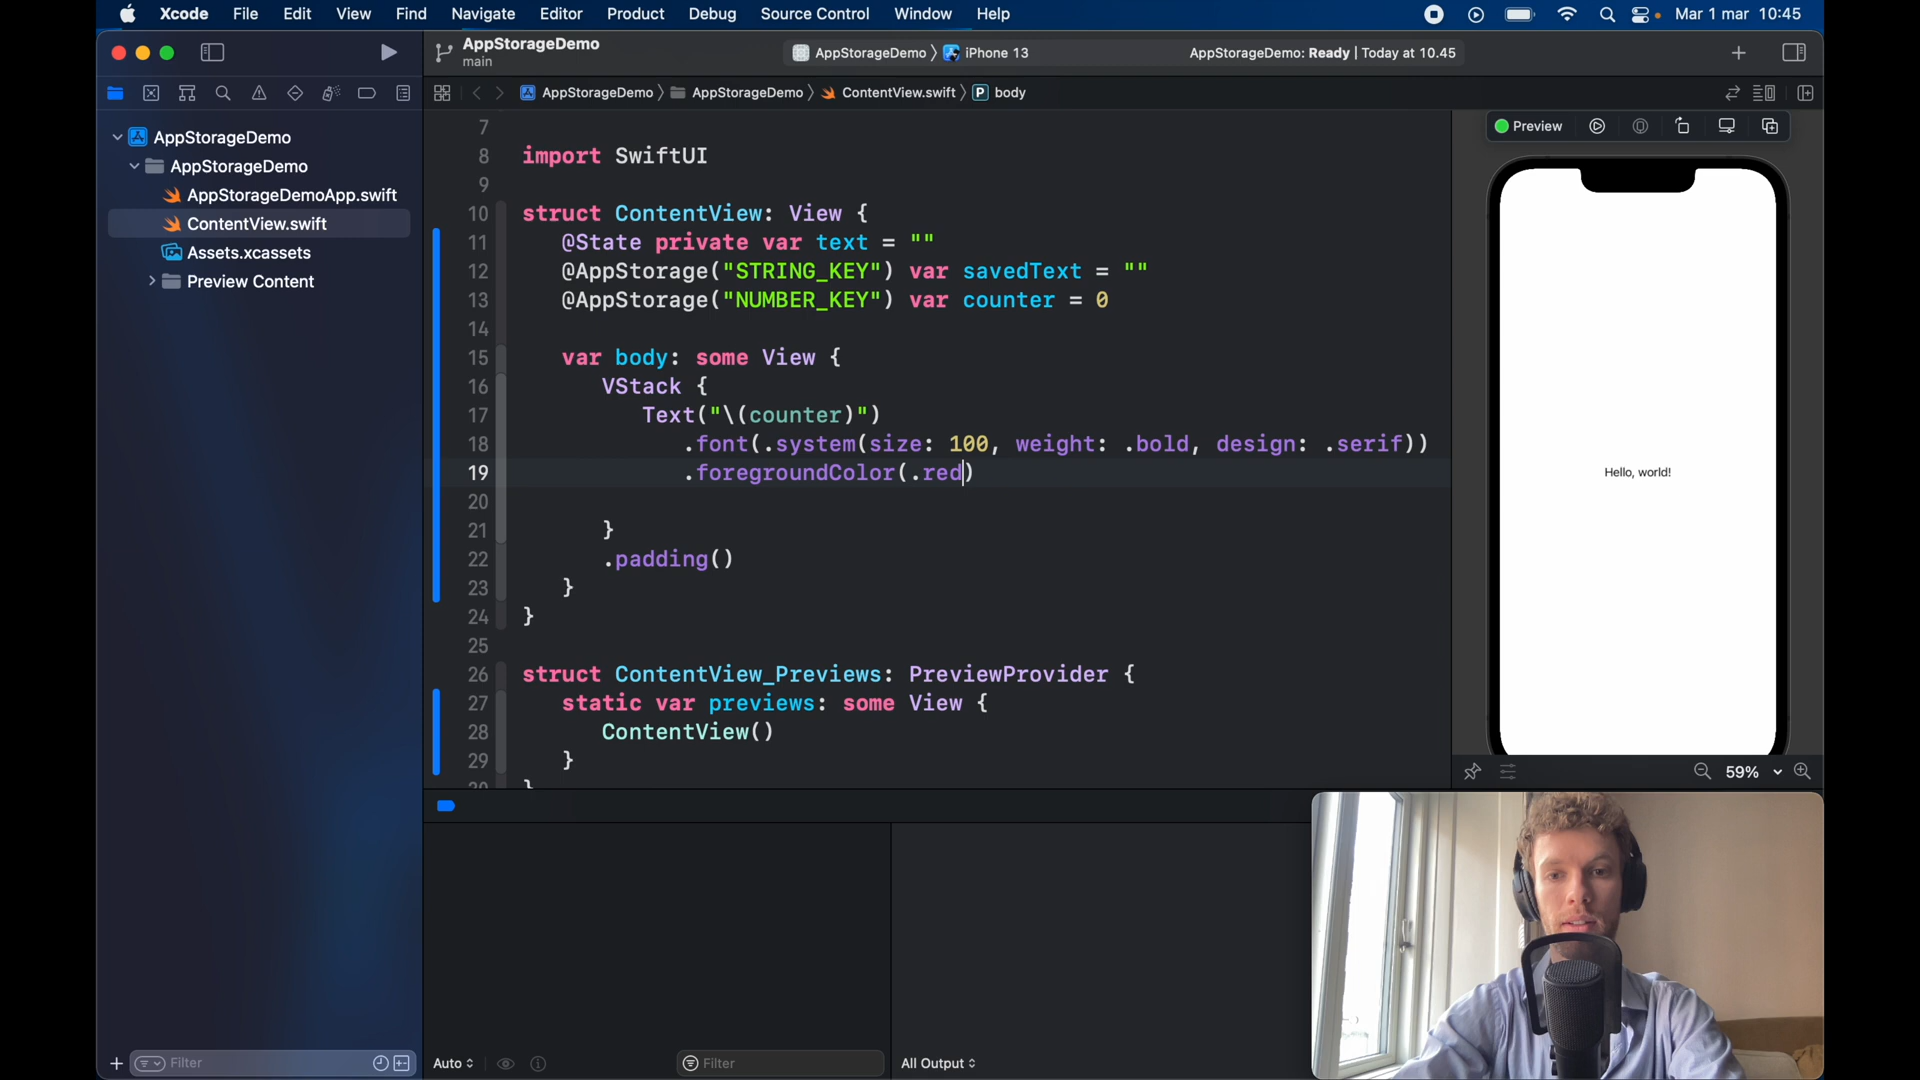 Xcode File Edit View Find Navigate Editor Product Debug Source Control Window Help Mar 1 mar 10:45
AppStorageDemo
main
AppStorageDemo iPhone 13 AppStorageDemo: Ready | Today at 10.45
AppStorageDemo AppStorageDemo ContentView.swift P body
AppStorageDemo
AppStorageDemo
AppStorageDemoApp.swift
ContentView.swift
Assets.xcassets
Preview Content
7
8 import SwiftUI
9
10 struct ContentView: View {
11 @State private var text = ""
12 @AppStorage("STRING_KEY") var savedText = ""
13 @AppStorage("NUMBER_KEY") var counter = 0
14
15 var body: some View {
16 VStack {
17 Text("\(counter)")
18 .font(.system(size: 100, weight: .bold, design: .serif))
19 .foregroundColor(.red)
20
21 }
22 .padding()
23 }
24 }
25
26 struct ContentView_Previews: PreviewProvider {
27 static var previews: some View {
28 ContentView()
29 }
30 }
Preview
Hello, world!
59%
Filter
Auto
Filter
All Output